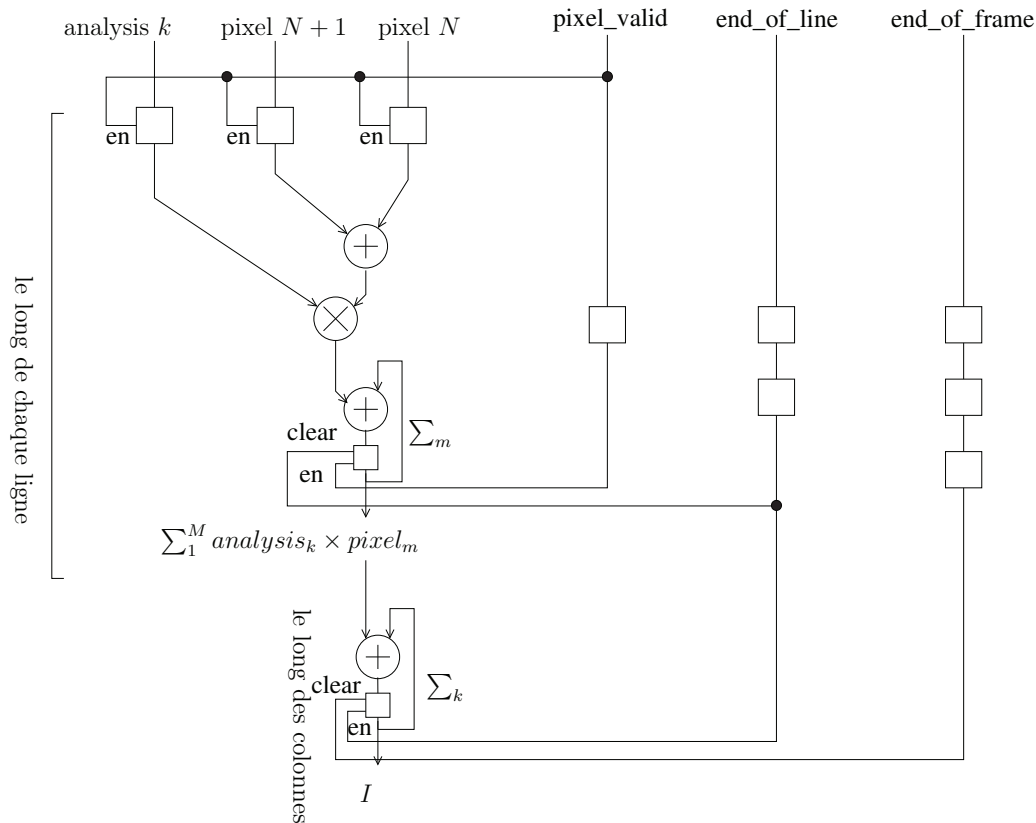 analysis k
pixel N + 1
pixel N
pixel_valid
end_of_line
end_of_frame
en
en
en
le long de chaque ligne
clear
∑m
en
∑₁ᴹ analysisₖ × pixelₘ
le long des colonnes
clear
∑ₖ
en
I